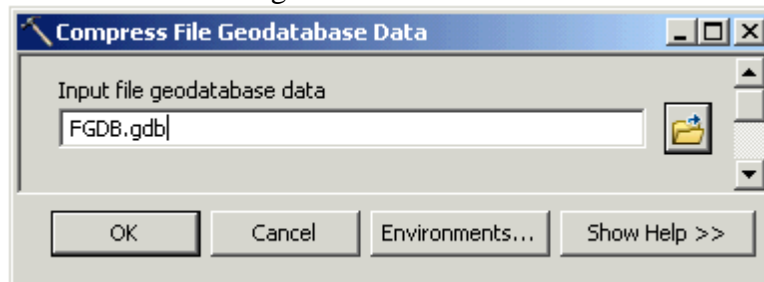 Compress File Geodatabase Data
Input file geodatabase data
FGDB.gdb
OK Cancel Environments... Show Help >>